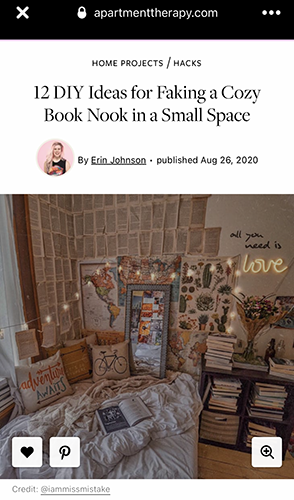 apartmenttherapy.com
HOME PROJECTS / HACKS
12 DIY Ideas for Faking a Cozy
Book Nook in a Small Space
By Erin Johnson • published Aug 26, 2020
all you
need is
love
adventure
AWAITS
Credit: @iammissmistake